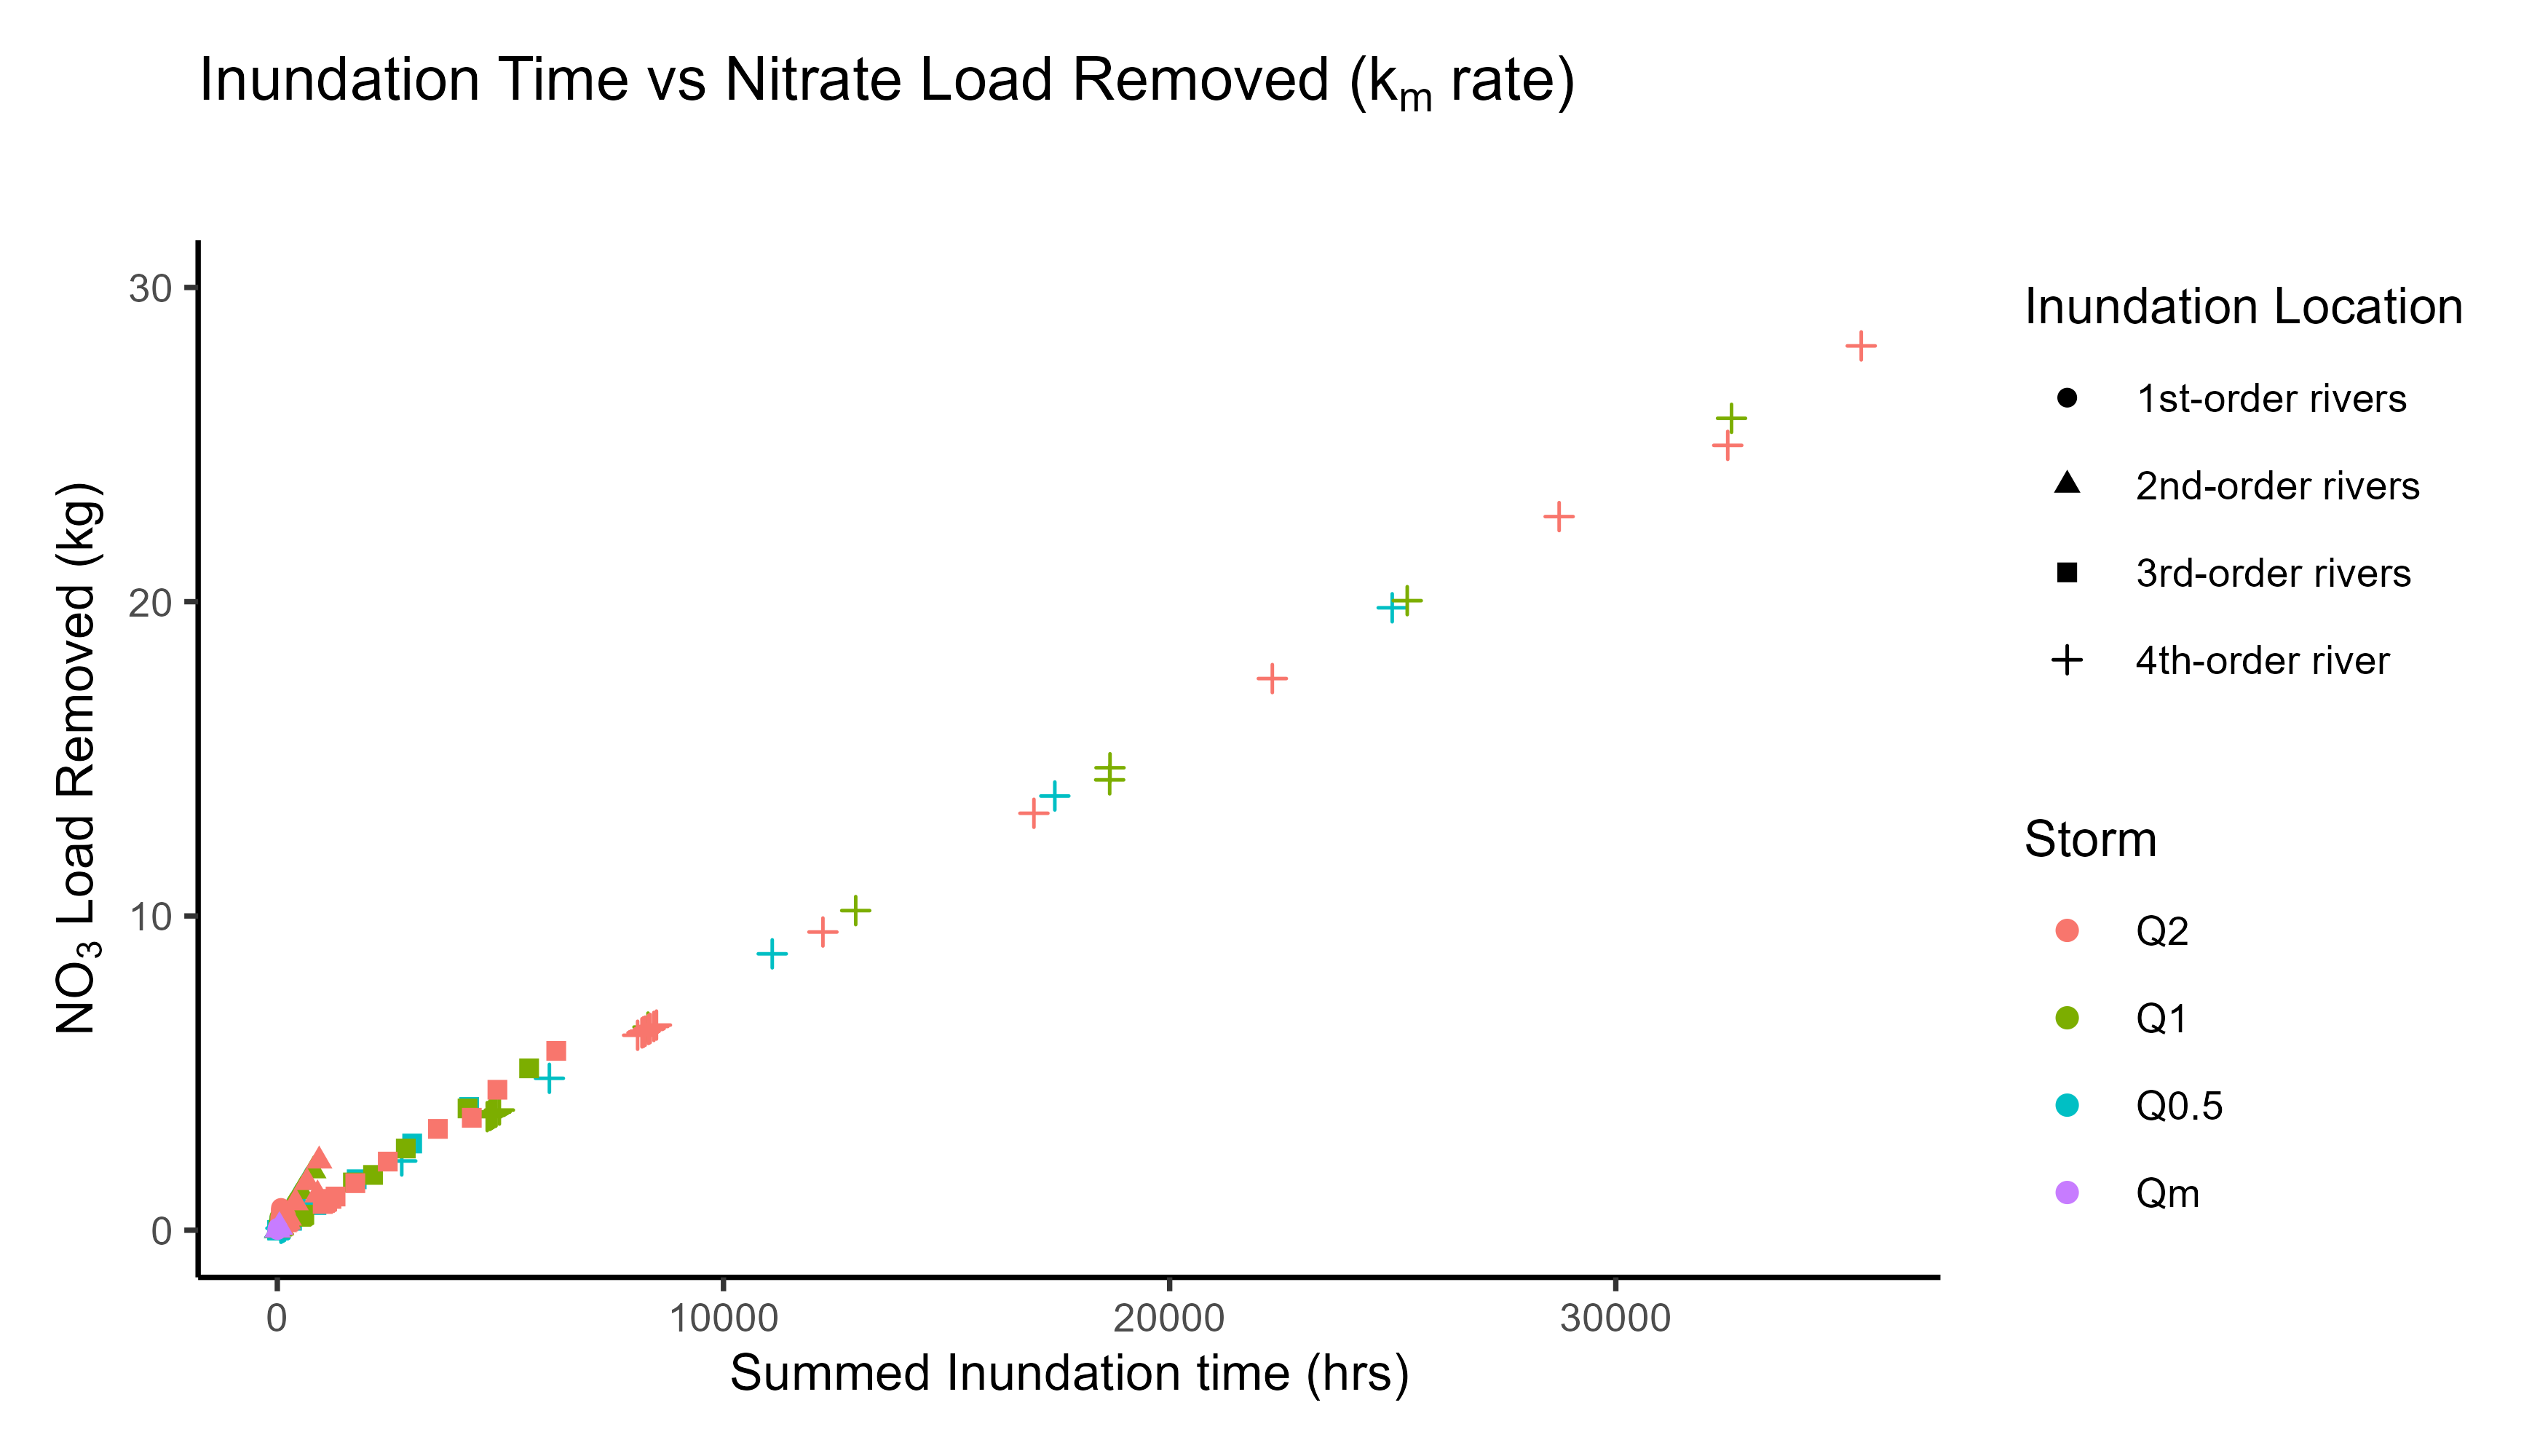 Inundation Time vs Nitrate Load Removed (kₘ rate)
NO₃ Load Removed (kg)
30
20
10
0
0 10000 20000 30000
Summed Inundation time (hrs)
Inundation Location
1st-order rivers
2nd-order rivers
3rd-order rivers
4th-order river
Storm
Q2
Q1
Q0.5
Qm